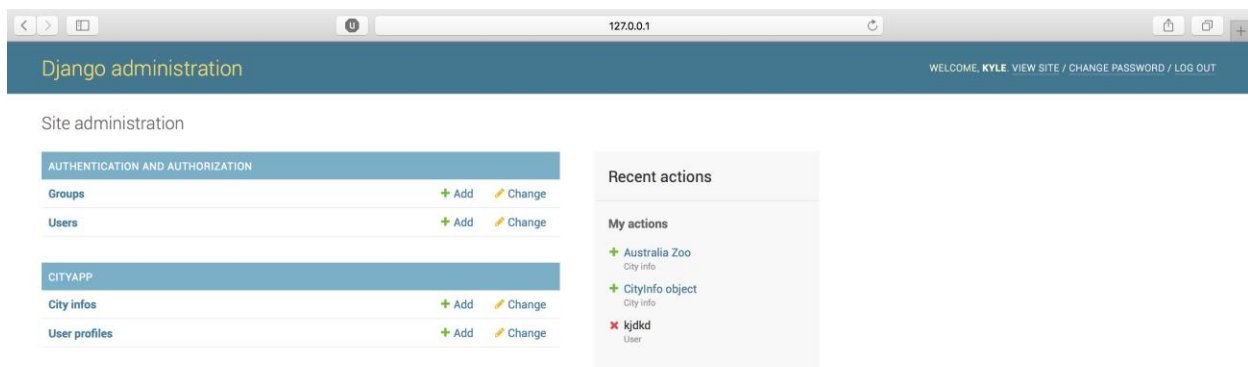 U 127.0.0.1
Django administration
WELCOME, KYLE. VIEW SITE / CHANGE PASSWORD / LOG OUT
Site administration
AUTHENTICATION AND AUTHORIZATION
Groups + Add Change
Users + Add Change
CITYAPP
City infos + Add Change
User profiles + Add Change
Recent actions
My actions
+ Australia Zoo
City info
+ CityInfo object
City info
kjdkd
User